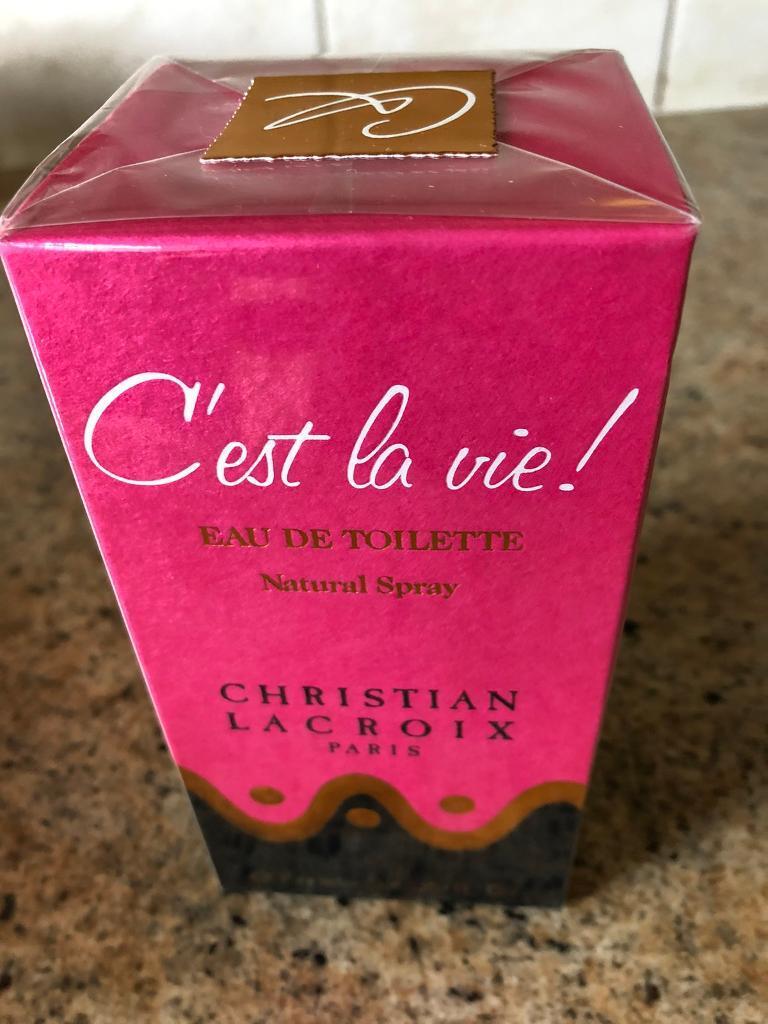 C'est la vie!
EAU DE TOILETTE
Natural Spray
CHRISTIAN
LACROIX
PARIS